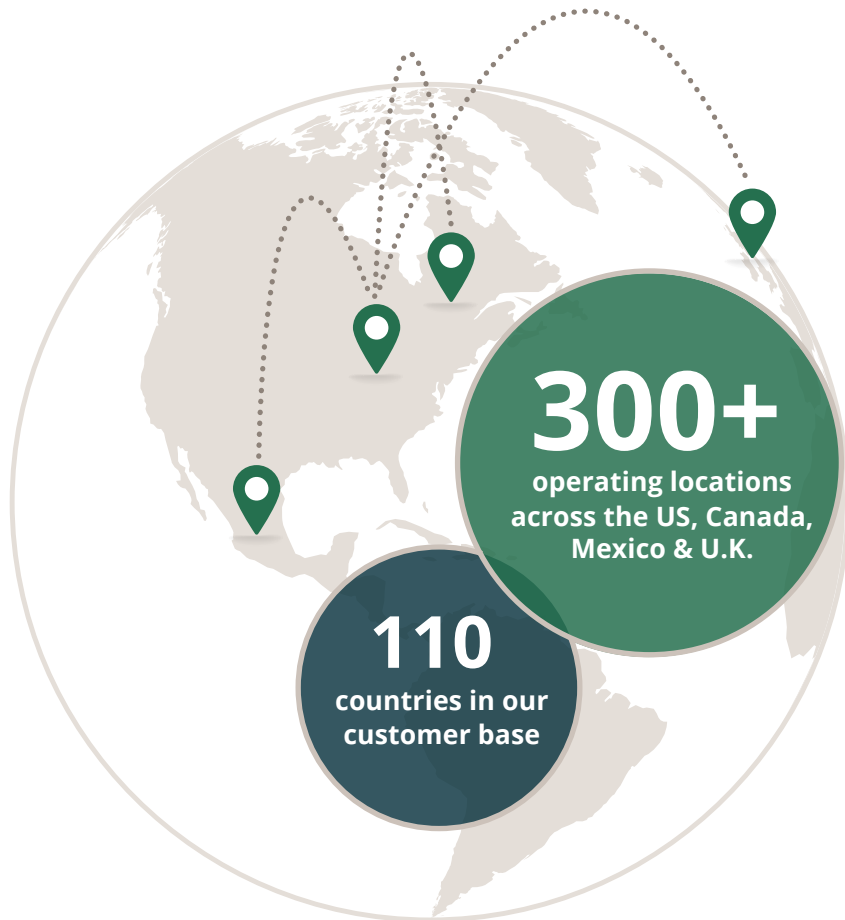 300+
operating locations
across the US, Canada,
Mexico & U.K.
110
countries in our
customer base